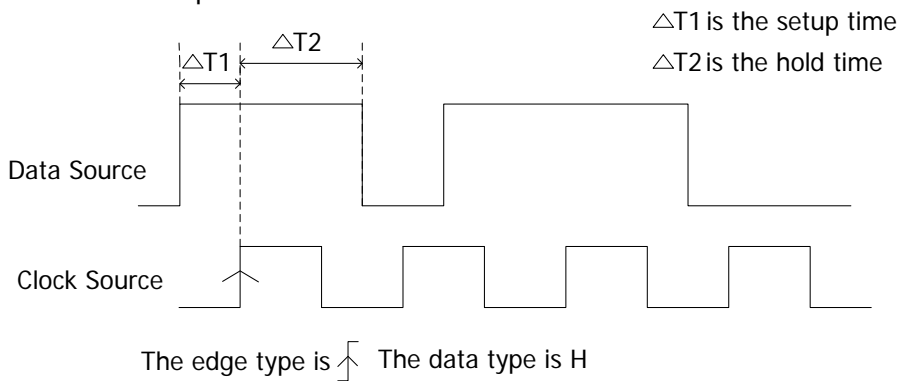 △T1 is the setup time
△T2 is the hold time
△T1
△T2
Data Source
Clock Source
The edge type is The data type is H